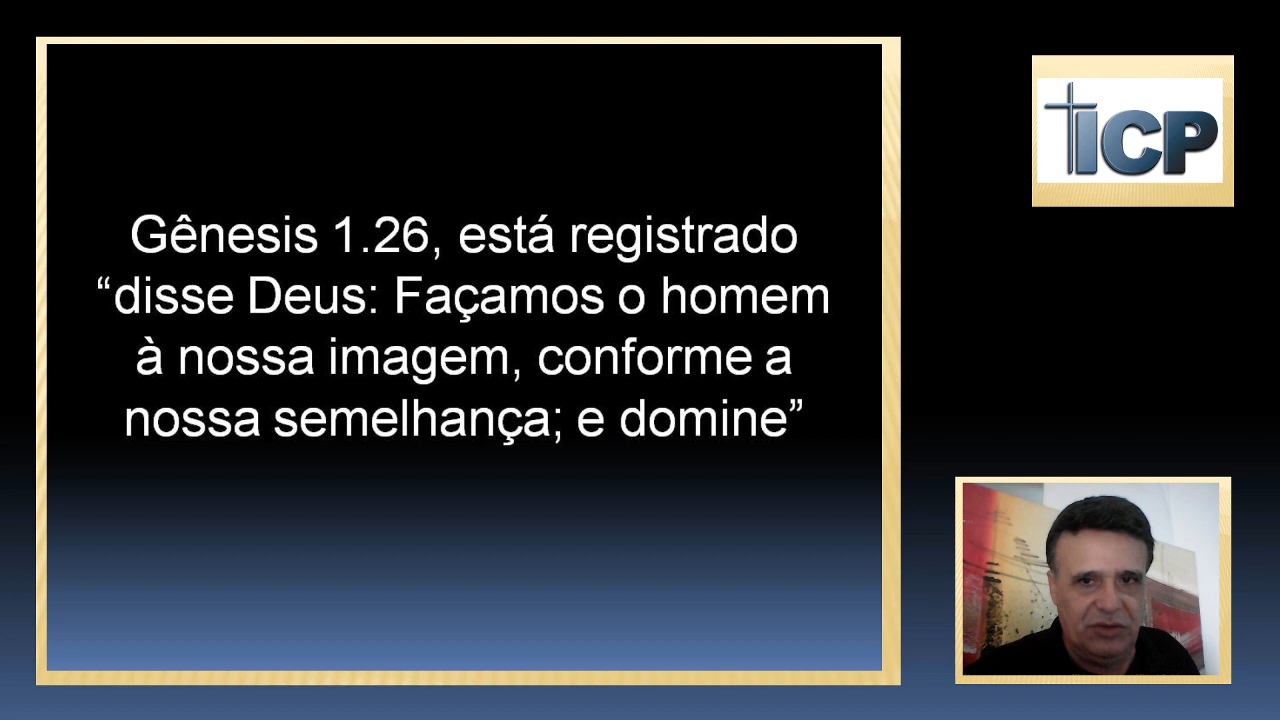 Gênesis 1.26, está registrado
“disse Deus: Façamos o homem
à nossa imagem, conforme a
nossa semelhança; e domine”
ICP